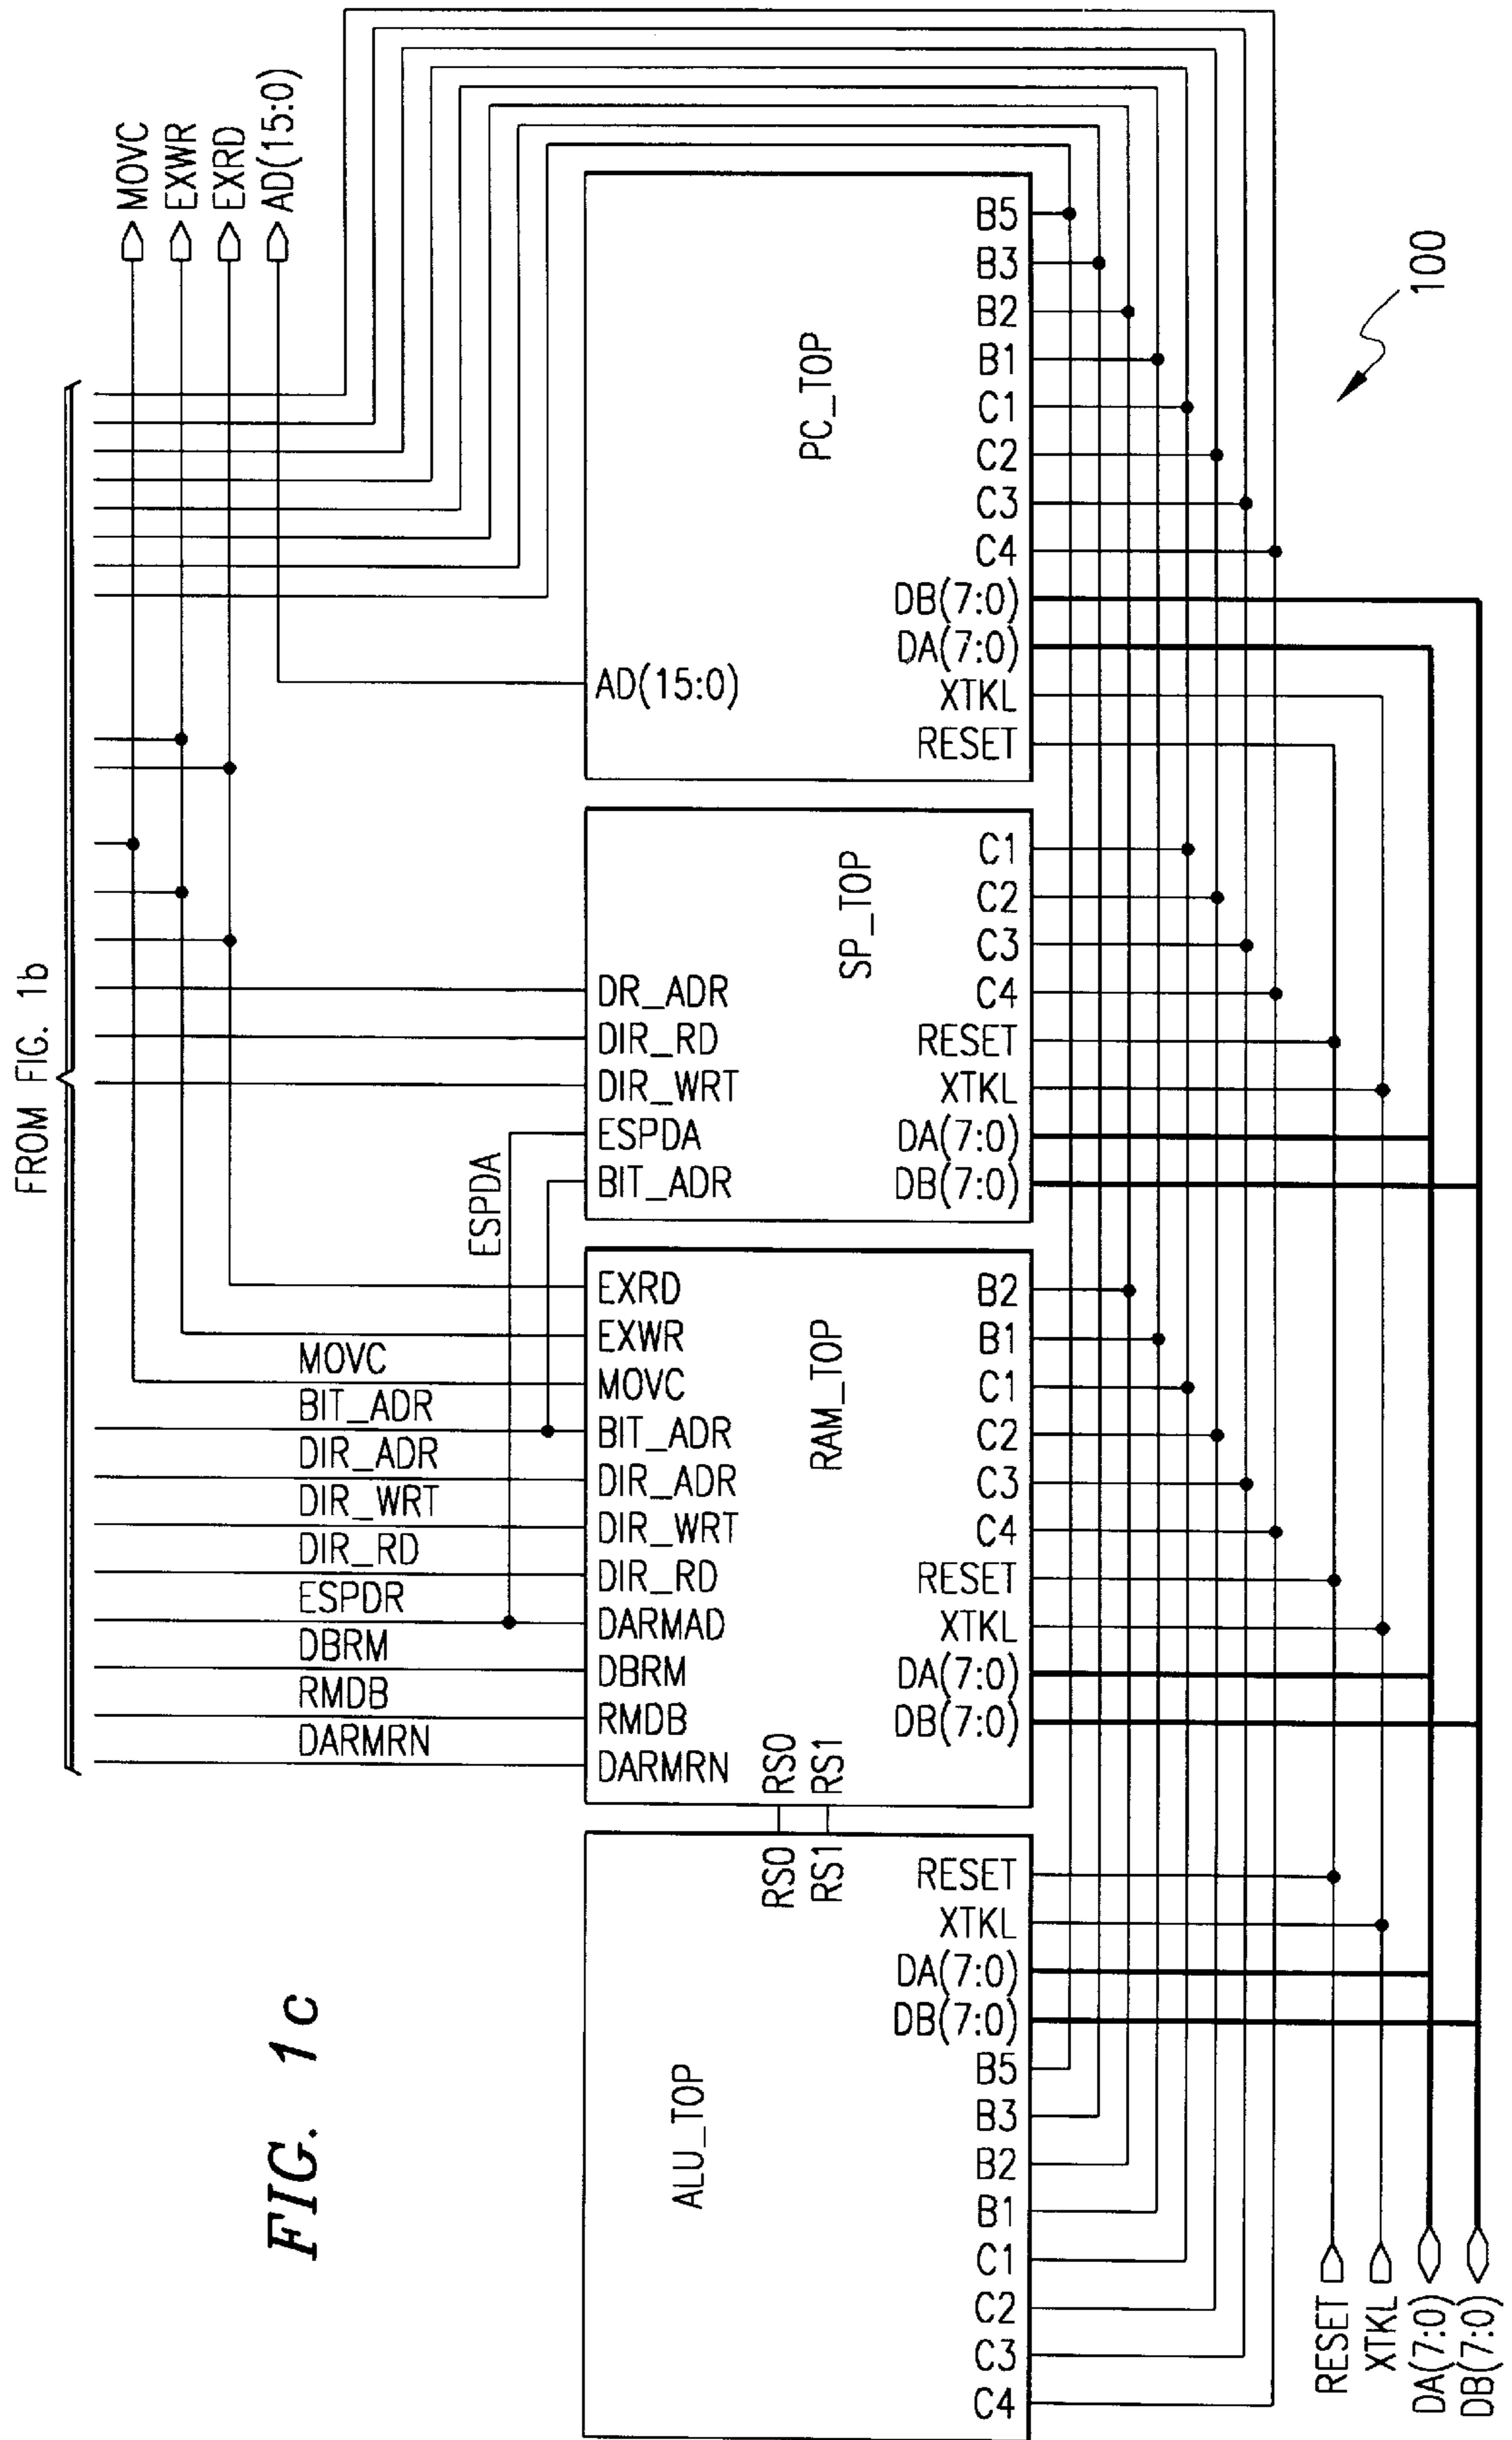 FROM FIG. 1b
MOVC
EXWR
EXRD
AD(15:0)
PC_TOP
AD(15:0)
B5
B3
B2
B1
C1
C2
C3
C4
DB(7:0)
DA(7:0)
XTKL
RESET
100
SP_TOP
DR_ADR
DIR_RD
DIR_WRT
ESPDA
BIT_ADR
C1
C2
C3
C4
RESET
XTKL
DA(7:0)
DB(7:0)
ESPDA
MOVC
BIT_ADR
DIR_ADR
DIR_WRT
DIR_RD
ESPDR
DBRM
RMDB
DARMRN
RAM_TOP
EXRD
EXWR
MOVC
BIT_ADR
DIR_ADR
DIR_WRT
DIR_RD
DARMAD
DBRM
RMDB
DARMRN
RS0
RS1
B2
B1
C1
C2
C3
C4
RESET
XTKL
DA(7:0)
DB(7:0)
ALU_TOP
RS0
RS1
RESET
XTKL
DA(7:0)
DB(7:0)
B5
B3
B2
B1
C1
C2
C3
C4
RESET
XTKL
DA(7:0)
DB(7:0)
FIG. 1c